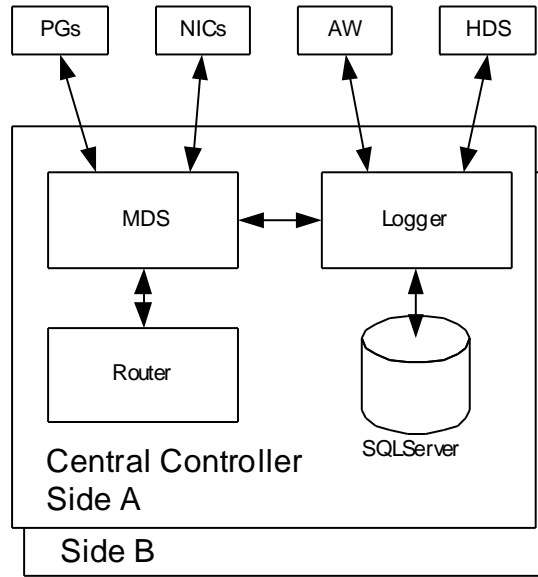 PGs
NICs
AW
HDS
MDS
Logger
Router
SQLServer
Central Controller
Side A
Side B